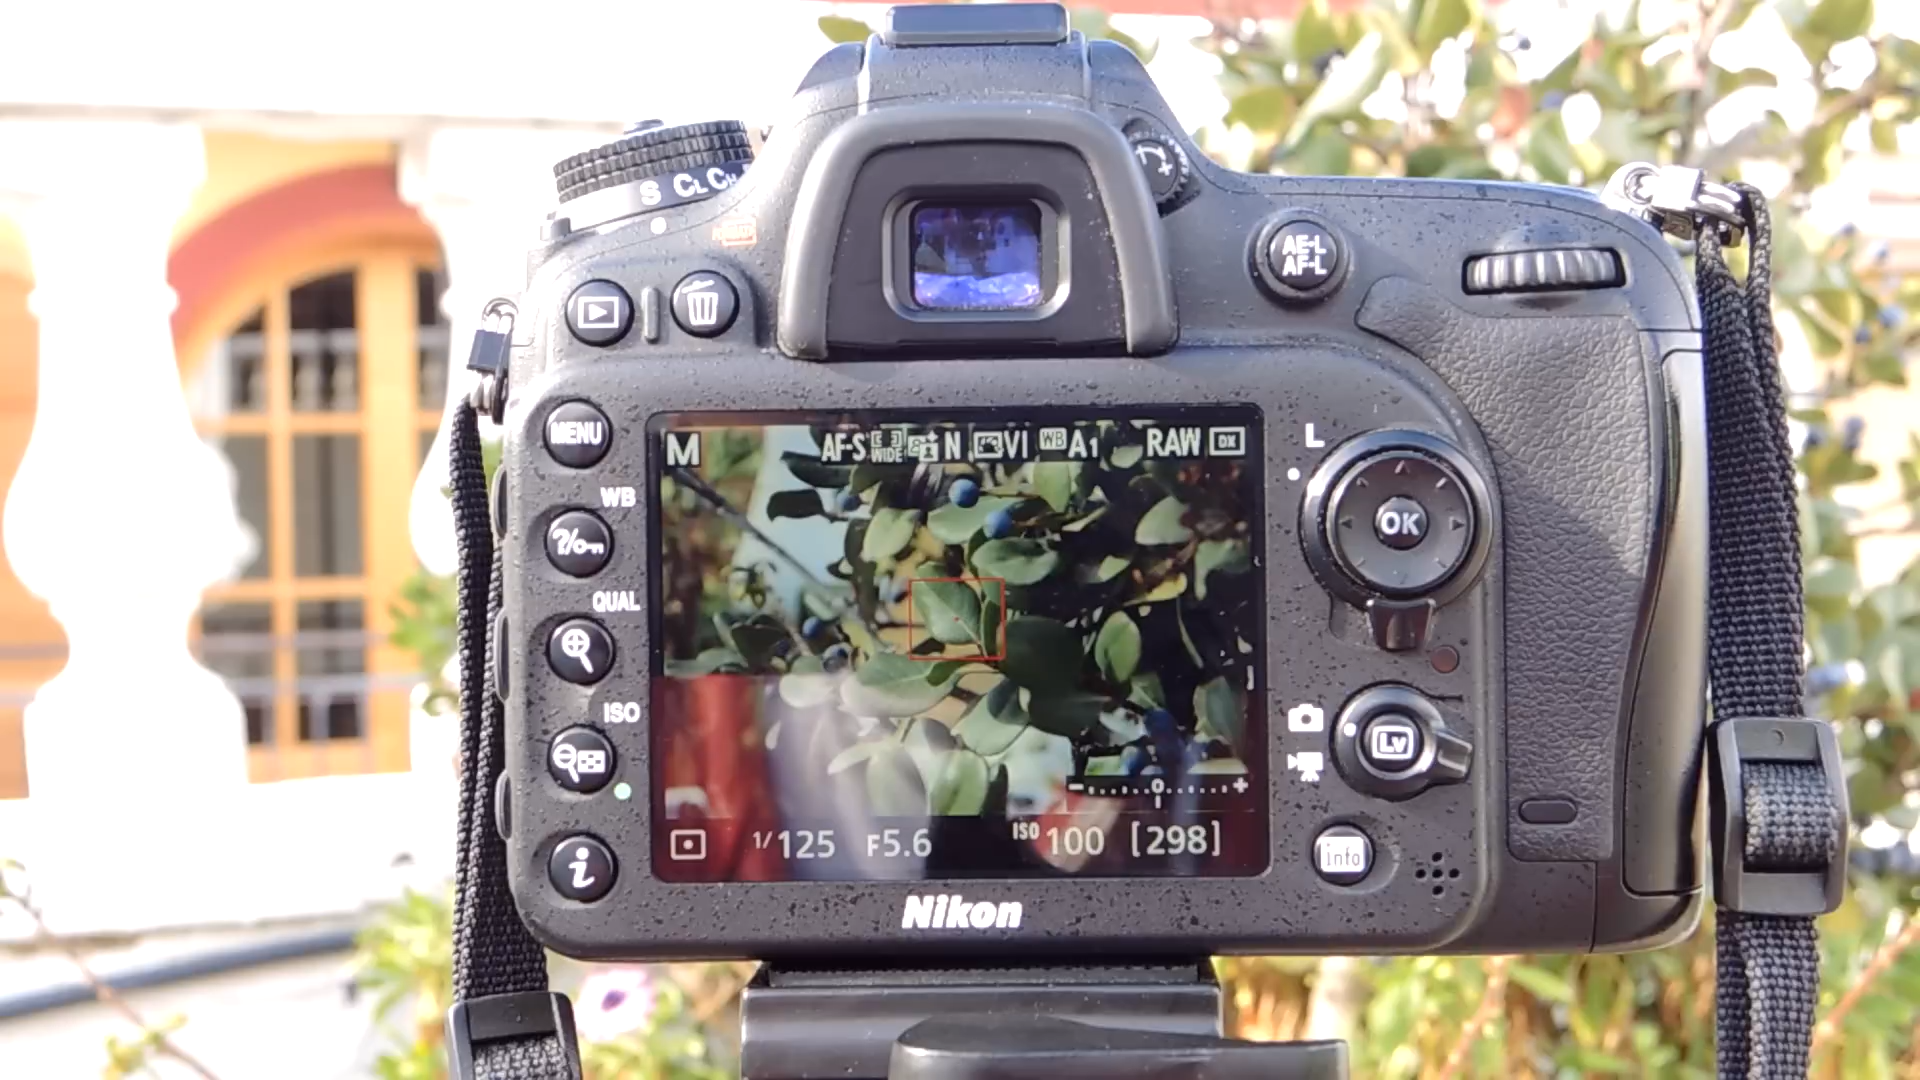 S CL CH
AE-L
AF-L
MENU
WB
QUAL
ISO
i
M AF-S WIDE N VI WB A1 RAW DX
1/125 F5.6 ISO 100 [298]
L
OK
Lv
info
Nikon